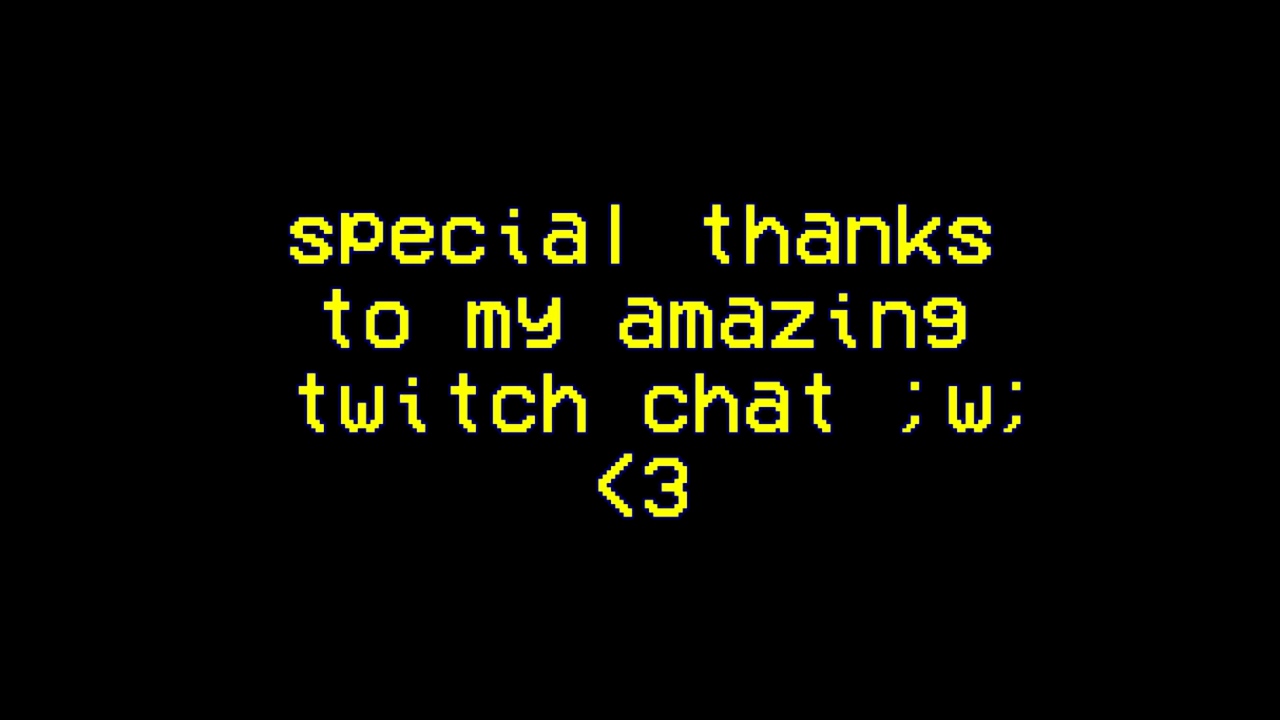 special thanks
to my amazing
twitch chat ;w;
<3